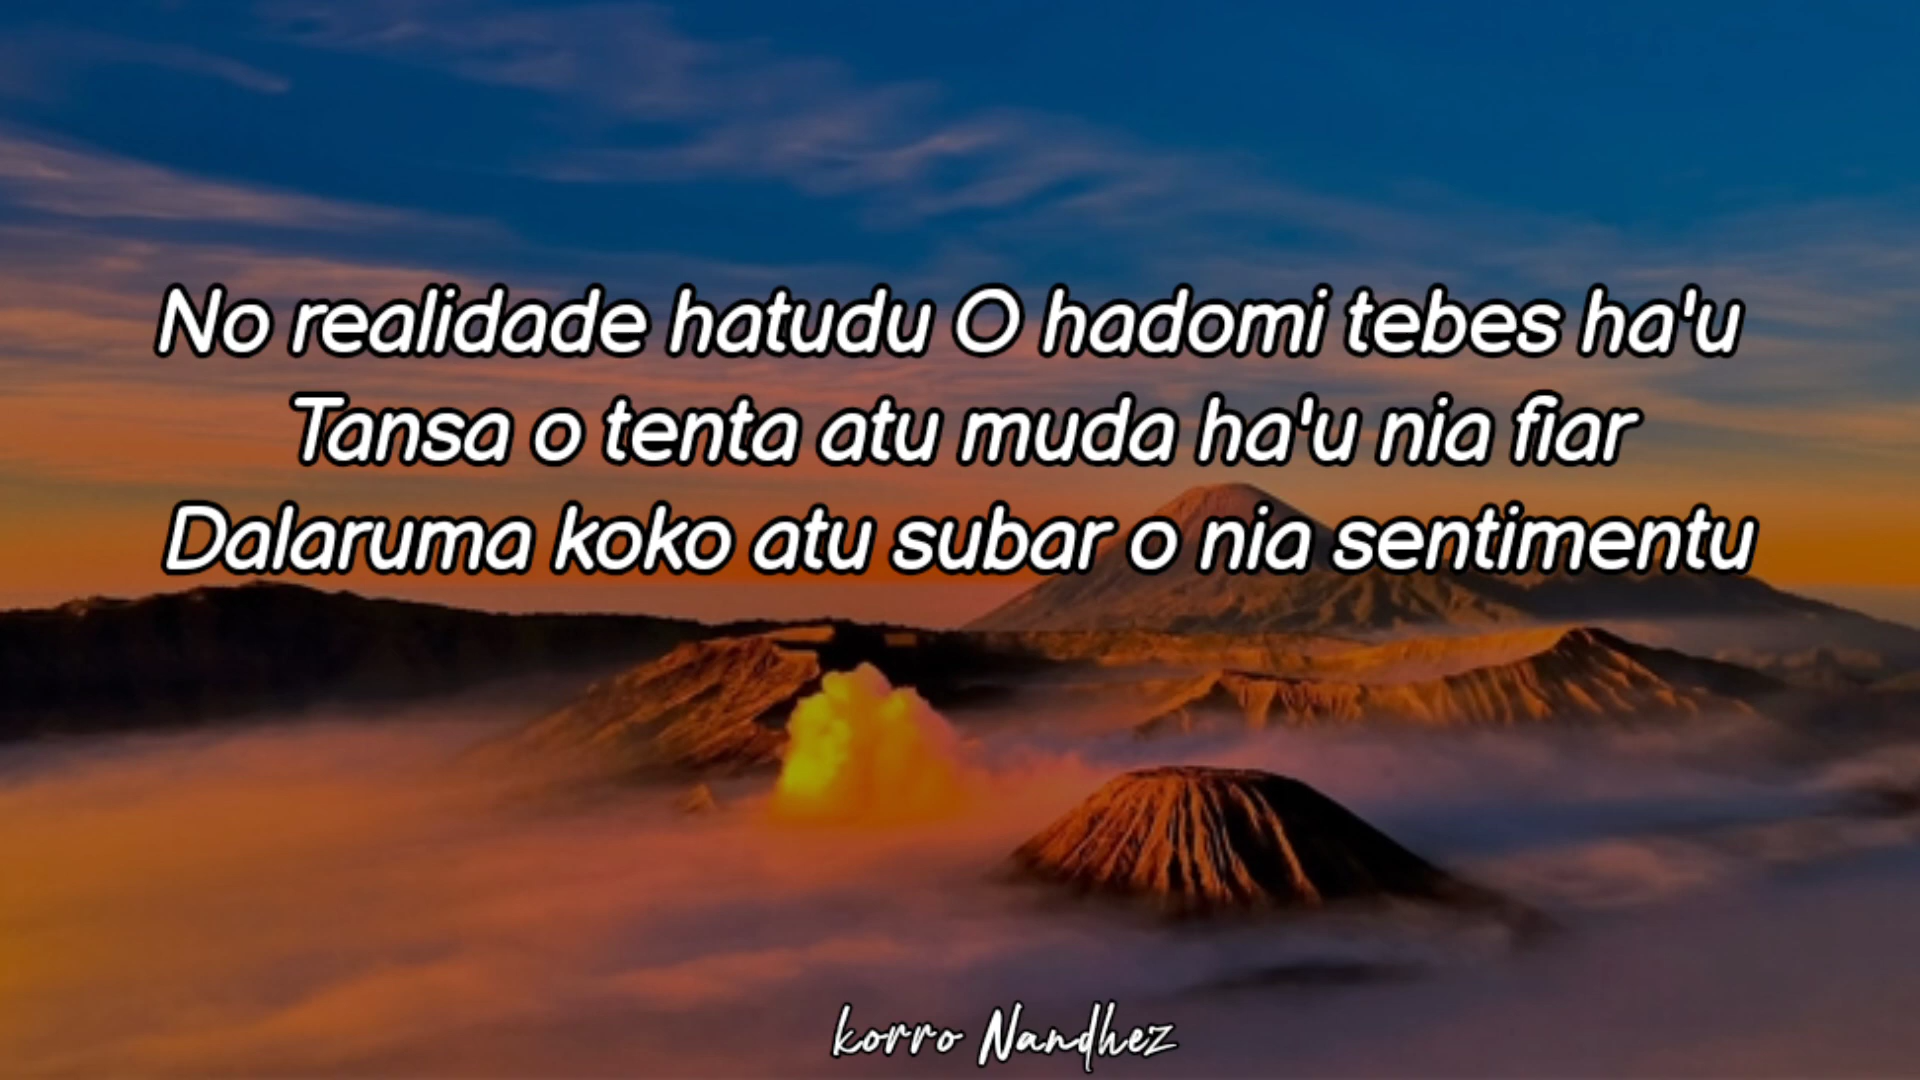 No realidade hatudu O hadomi tebes ha'u
Tansa o tenta atu muda ha'u nia fiar
Dalaruma koko atu subar o nia sentimentu
korro Nandhez